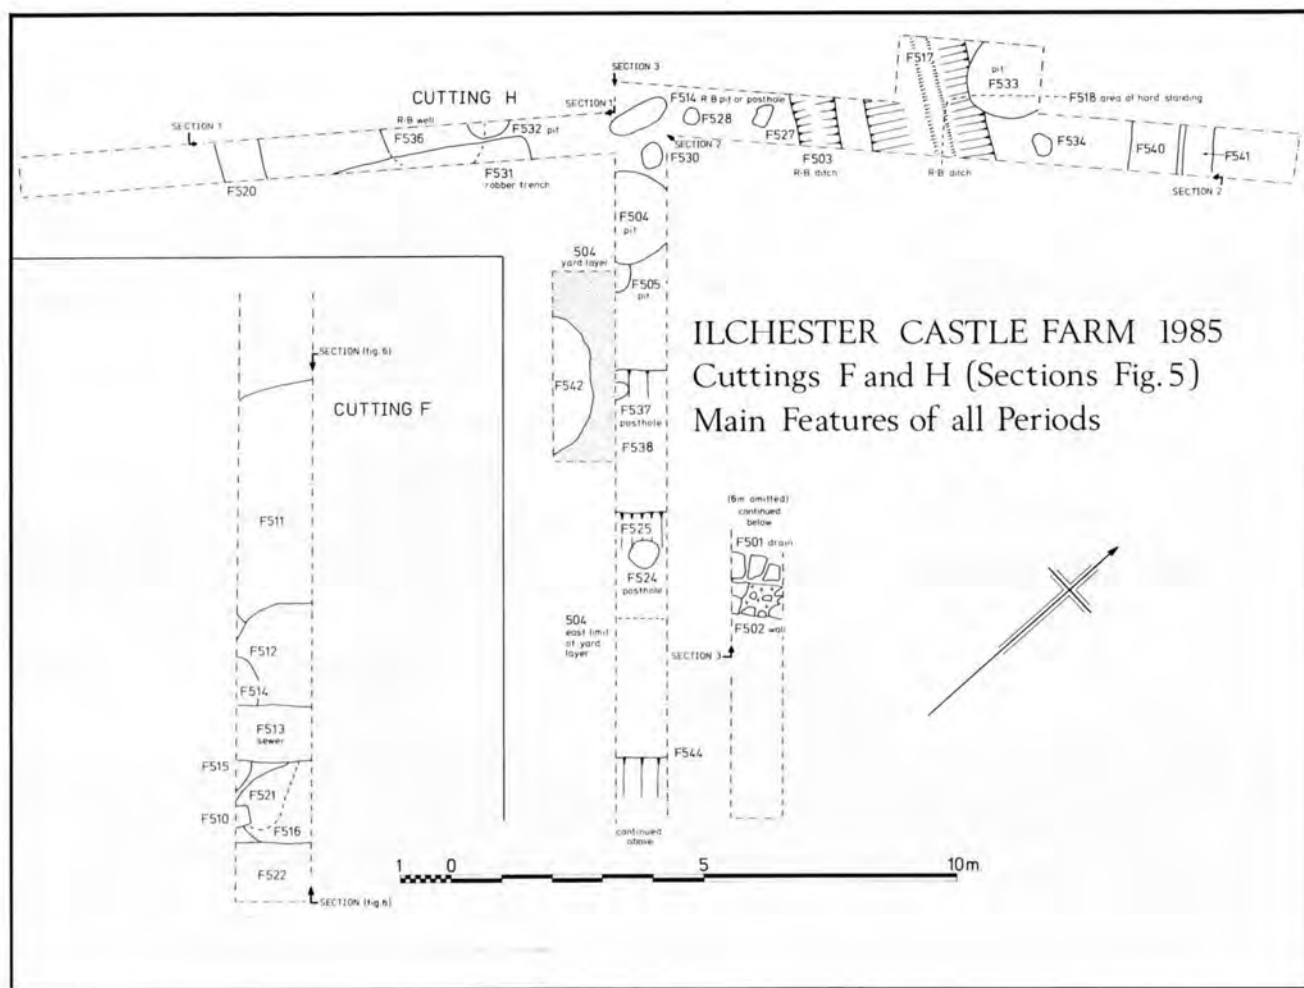 SECTION 3
CUTTING H
SECTION 1
SECTION 1
R-B well
F536
F532 pit
F531
robber trench
F520
F514 R B pit or posthole
F528
F527
SECTION 2
F530
F503
R-B ditch
F517
pit
F533
F518 area of hard standing
R-B ditch
F534
F540
F541
SECTION 2
F504
pit
504
yard layer
F505
pit
F542
F537
posthole
F538
F525
F524
posthole
504
east limit
of yard
layer
F544
continued
above
(6m omitted)
continued
below
F501 drain
F502 wall
SECTION 3
ILCHESTER CASTLE FARM 1985
Cuttings F and H (Sections Fig. 5)
Main Features of all Periods
SECTION (fig. 6)
CUTTING F
F511
F512
F514
F513
sewer
F515
F521
F510
F516
F522
SECTION (fig. 6)
1 0 5 10m.